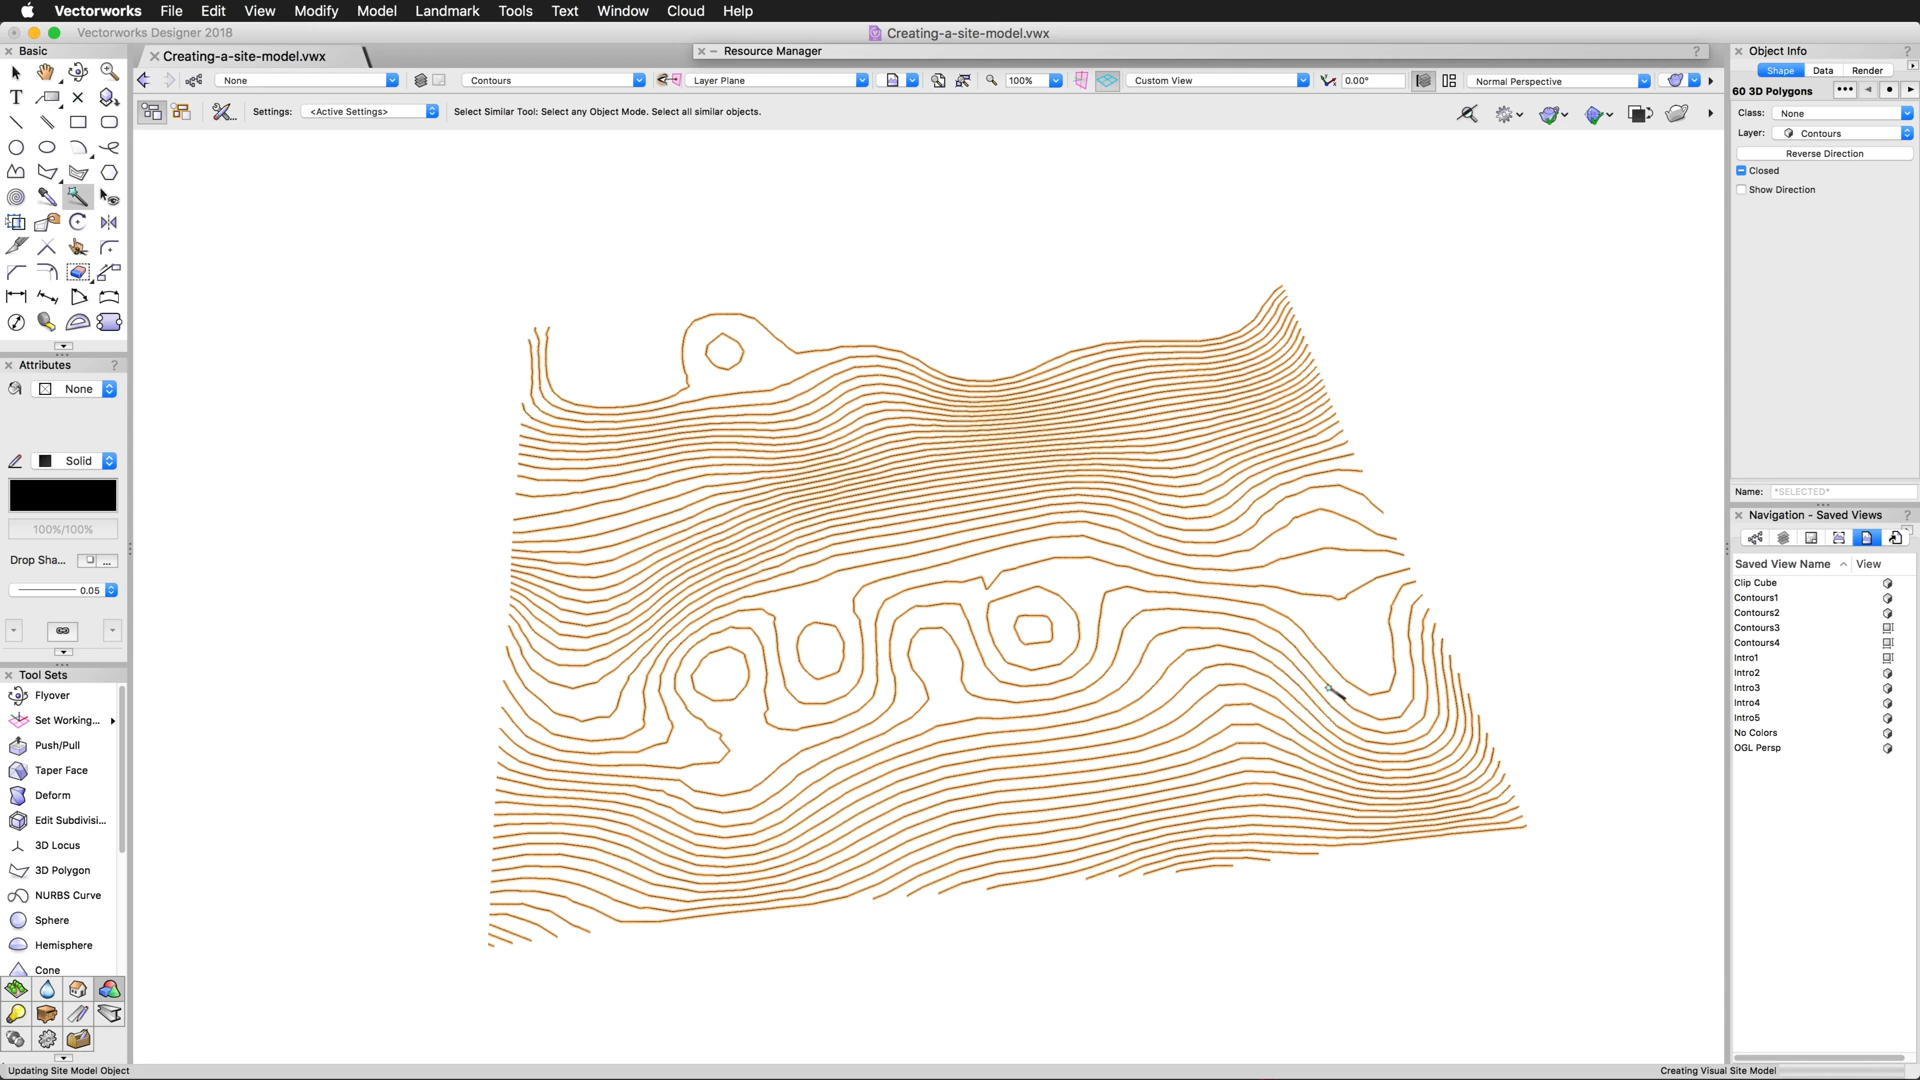 Vectorworks File Edit View Modify Model Landmark Tools Text Window Cloud Help
Vectorworks Designer 2018
Creating-a-site-model.vwx
Basic
Creating-a-site-model.vwx
Resource Manager
?
Object Info
?
None
Contours
Layer Plane
100%
Custom View
0.00°
Normal Perspective
Shape Data Render
60 3D Polygons
Settings:
<Active Settings>
Select Similar Tool: Select any Object Mode. Select all similar objects.
Class:
None
Layer:
Contours
Reverse Direction
Closed
Show Direction
Attributes
?
None
Solid
100%/100%
Drop Sha...
...
0.05
Name:
*SELECTED*
Navigation - Saved Views
?
Saved View Name
View
Clip Cube
Contours1
Contours2
Contours3
Contours4
Intro1
Intro2
Intro3
Intro4
Intro5
No Colors
OGL Persp
Tool Sets
Flyover
Set Working...
Push/Pull
Taper Face
Deform
Edit Subdivisi...
3D Locus
3D Polygon
NURBS Curve
Sphere
Hemisphere
Cone
Updating Site Model Object
Creating Visual Site Model